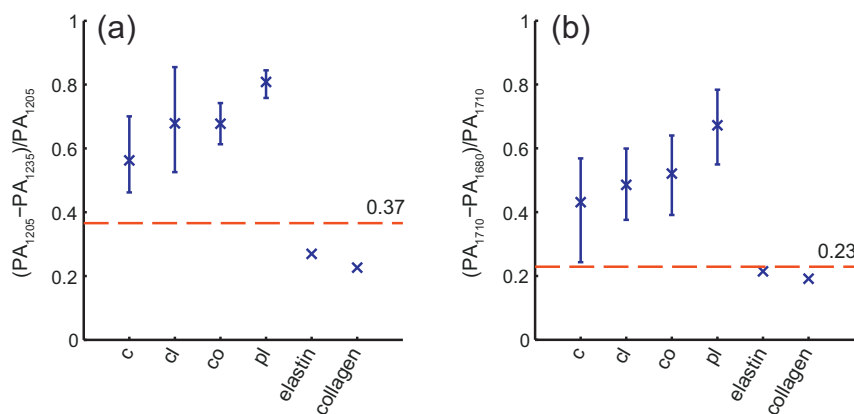 (a)
(PA1205−PA1235)/PA1205
1
0.8
0.6
0.4
0.2
0
0.37
c
cl
co
pl
elastin
collagen
(b)
(PA1710−PA1680)/PA1710
1
0.8
0.6
0.4
0.2
0
0.23
c
cl
co
pl
elastin
collagen